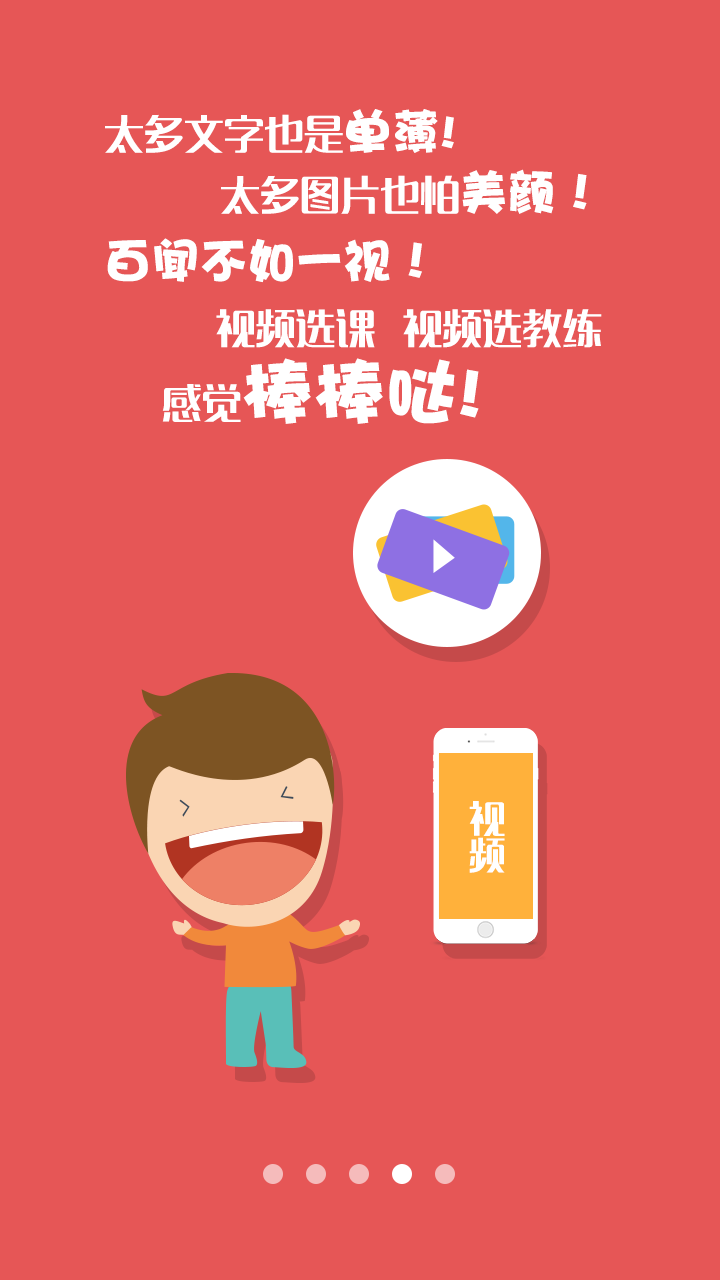 太多文字也是单薄!
太多图片也怕美颜！
百闻不如一视！
视频选课 视频选教练
感觉棒棒哒!
视
频